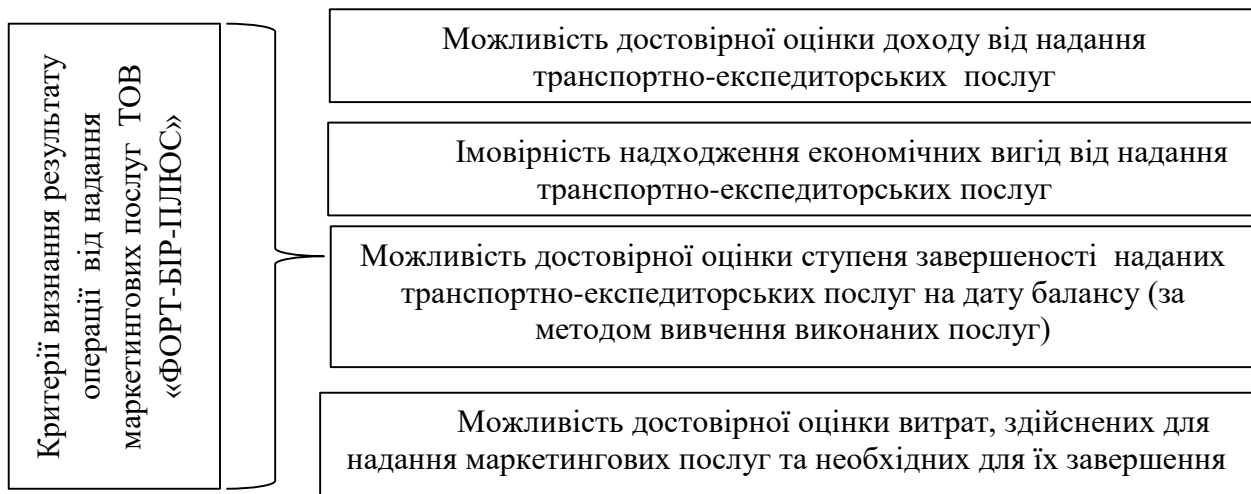 Критерії визнання результату
операції від надання
маркетингових послуг ТОВ
«ФОРТ-БІР-ПЛЮС»
Можливість достовірної оцінки доходу від надання
транспортно-експедиторських послуг
Імовірність надходження економічних вигід від надання
транспортно-експедиторських послуг
Можливість достовірної оцінки ступеня завершеності наданих
транспортно-експедиторських послуг на дату балансу (за
методом вивчення виконаних послуг)
Можливість достовірної оцінки витрат, здійснених для
надання маркетингових послуг та необхідних для їх завершення